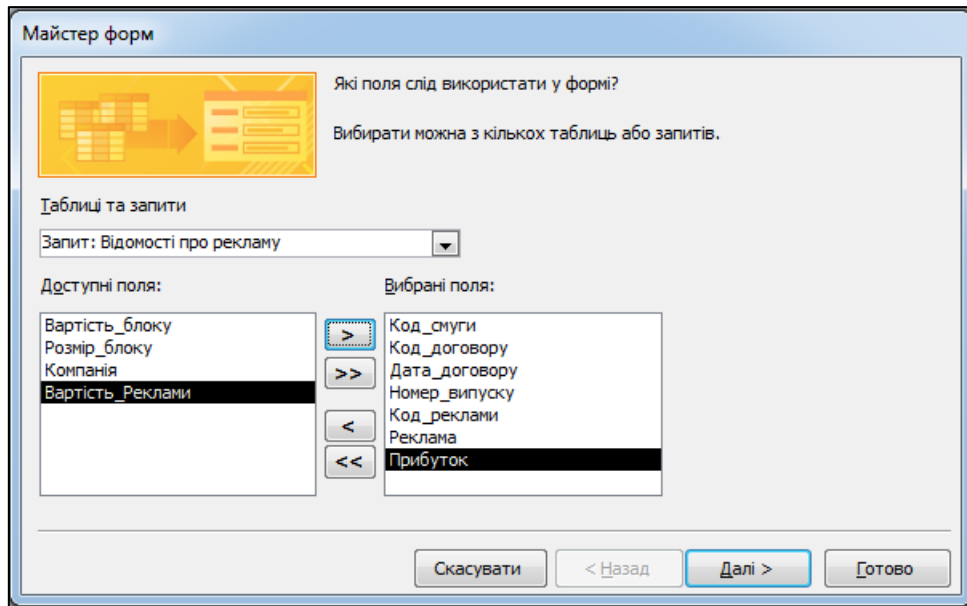 Майстер форм
Які поля слід використати у формі?
Вибирати можна з кількох таблиць або запитів.
Таблиці та запити
Запит: Відомості про рекламу
Доступні поля:
Вибрані поля:
Вартість_блоку
Розмір_блоку
Компанія
Вартість_Реклами
>
>>
<
<<
Код_смуги
Код_договору
Дата_договору
Номер_випуску
Код_реклами
Реклама
Прибуток
Скасувати
< Назад
Далі >
Готово